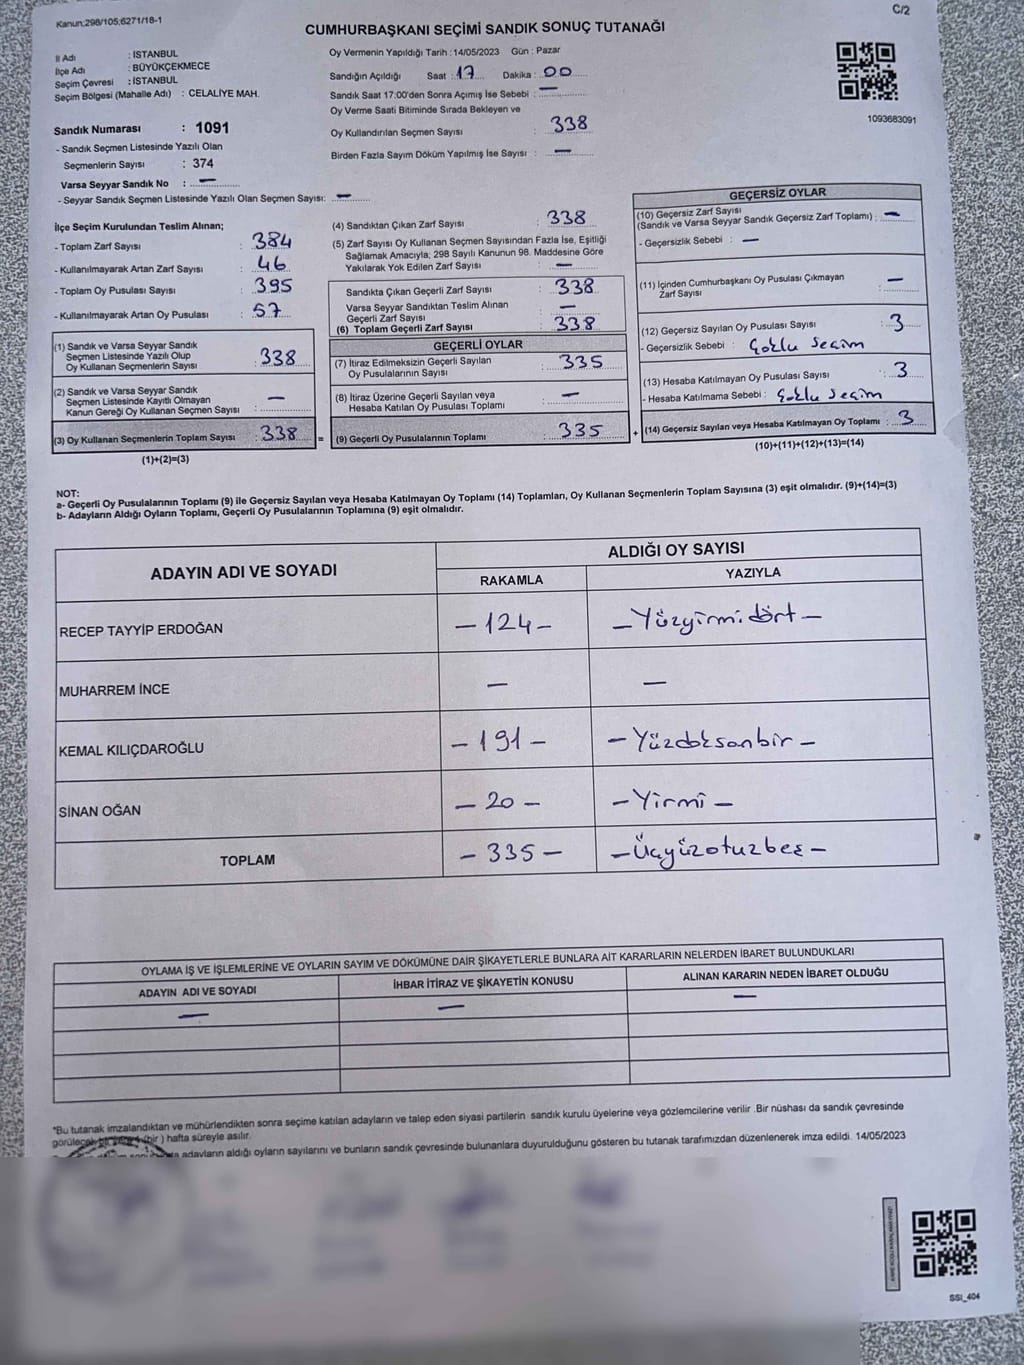 Kanun:298/105;6271/18-1
C/2
CUMHURBAŞKANI SEÇİMİ SANDIK SONUÇ TUTANAĞI
İl Adı : İSTANBUL
İlçe Adı : BÜYÜKÇEKMECE
Seçim Çevresi : İSTANBUL
Seçim Bölgesi (Mahalle Adı) : CELALİYE MAH.
Sandık Numarası : 1091
- Sandık Seçmen Listesinde Yazılı Olan
Seçmenlerin Sayısı : 374
Varsa Seyyar Sandık No : —
- Seyyar Sandık Seçmen Listesinde Yazılı Olan Seçmen Sayısı: —
Oy Vermenin Yapıldığı Tarih : 14/05/2023 Gün : Pazar
Sandığın Açıldığı Saat : 17 Dakika : 00
Sandık Saat 17:00'den Sonra Açımış İse Sebebi : —
Oy Verme Saati Bitiminde Sırada Bekleyen ve
Oy Kullandırılan Seçmen Sayısı : 338
Birden Fazla Sayım Döküm Yapılmış İse Sayısı : —
1093683091
İlçe Seçim Kurulundan Teslim Alınan;
- Toplam Zarf Sayısı : 384
- Kullanılmayarak Artan Zarf Sayısı : 46
- Toplam Oy Pusulası Sayısı : 395
- Kullanılmayarak Artan Oy Pusulası : 57
(1) Sandık ve Varsa Seyyar Sandık
Seçmen Listesinde Yazılı Olup
Oy Kullanan Seçmenlerin Sayısı : 338
(2) Sandık ve Varsa Seyyar Sandık
Seçmen Listesinde Kayıtlı Olmayan
Kanun Gereği Oy Kullanan Seçmen Sayısı : —
(3) Oy Kullanan Seçmenlerin Toplam Sayısı : 338 =
(1)+(2)=(3)
(4) Sandıktan Çıkan Zarf Sayısı : 338
(5) Zarf Sayısı Oy Kullanan Seçmen Sayısından Fazla İse, Eşitliği
Sağlamak Amacıyla; 298 Sayılı Kanunun 98. Maddesine Göre
Yakılarak Yok Edilen Zarf Sayısı : —
Sandıkta Çıkan Geçerli Zarf Sayısı : 338
Varsa Seyyar Sandıktan Teslim Alınan
Geçerli Zarf Sayısı : —
(6) Toplam Geçerli Zarf Sayısı : 338
GEÇERLİ OYLAR
(7) İtiraz Edilmeksizin Geçerli Sayılan
Oy Pusulalarının Sayısı : 335
(8) İtiraz Üzerine Geçerli Sayılan veya
Hesaba Katılan Oy Pusulası Toplamı : —
(9) Geçerli Oy Pusulalarının Toplamı : 335 +
GEÇERSİZ OYLAR
(10) Geçersiz Zarf Sayısı
(Sandık ve Varsa Seyyar Sandık Geçersiz Zarf Toplamı) : —
- Geçersizlik Sebebi : —
(11) İçinden Cumhurbaşkanı Oy Pusulası Çıkmayan
Zarf Sayısı : —
(12) Geçersiz Sayılan Oy Pusulası Sayısı : 3
- Geçersizlik Sebebi : Çoklu Seçim
(13) Hesaba Katılmayan Oy Pusulası Sayısı : 3
- Hesaba Katılmama Sebebi : Çoklu Seçim
(14) Geçersiz Sayılan veya Hesaba Katılmayan Oy Toplamı : 3
(10)+(11)+(12)+(13)=(14)
NOT:
a- Geçerli Oy Pusulalarının Toplamı (9) ile Geçersiz Sayılan veya Hesaba Katılmayan Oy Toplamı (14) Toplamları, Oy Kullanan Seçmenlerin Toplam Sayısına (3) eşit olmalıdır. (9)+(14)=(3)
b- Adayların Aldığı Oyların Toplamı, Geçerli Oy Pusulalarının Toplamına (9) eşit olmalıdır.
ADAYIN ADI VE SOYADI ALDIĞI OY SAYISI
RAKAMLA YAZIYLA
RECEP TAYYİP ERDOĞAN — 124 — — Yüzyirmidört —
MUHARREM İNCE — —
KEMAL KILIÇDAROĞLU — 191 — — Yüzdoksanbir —
SİNAN OĞAN — 20 — — Yirmi —
TOPLAM — 335 — — Üçyüzotuzbeş —
OYLAMA İŞ VE İŞLEMLERİNE VE OYLARIN SAYIM VE DÖKÜMÜNE DAİR ŞİKAYETLERLE BUNLARA AİT KARARLARIN NELERDEN İBARET BULUNDUKLARI
ADAYIN ADI VE SOYADI İHBAR İTİRAZ VE ŞİKAYETİN KONUSU ALINAN KARARIN NEDEN İBARET OLDUĞU
— — —
*Bu tutanak imzalandıktan ve mühürlendikten sonra seçime katılan adayların ve talep eden siyasi partilerin sandık kurulu üyelerine veya gözlemcilerine verilir .Bir nüshası da sandık çevresinde
görülecek bir yere (bir ) hafta süreyle asılır.
adayların aldığı oyların sayılarını ve bunların sandık çevresinde bulunanlara duyurulduğunu gösteren bu tutanak tarafımızdan düzenlenerek imza edildi. 14/05/2023
SSI_404